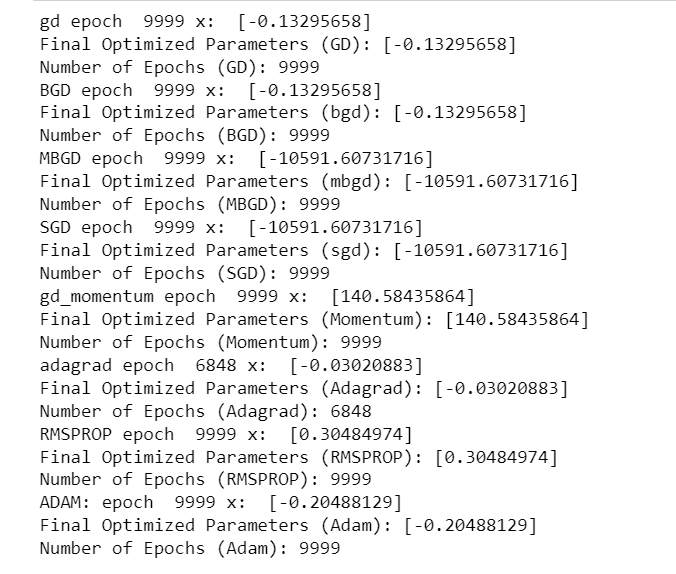 gd epoch  9999 x:  [-0.13295658]
Final Optimized Parameters (GD): [-0.13295658]
Number of Epochs (GD): 9999
BGD epoch  9999 x:  [-0.13295658]
Final Optimized Parameters (bgd): [-0.13295658]
Number of Epochs (BGD): 9999
MBGD epoch  9999 x:  [-10591.60731716]
Final Optimized Parameters (mbgd): [-10591.60731716]
Number of Epochs (MBGD): 9999
SGD epoch  9999 x:  [-10591.60731716]
Final Optimized Parameters (sgd): [-10591.60731716]
Number of Epochs (SGD): 9999
gd_momentum epoch  9999 x:  [140.58435864]
Final Optimized Parameters (Momentum): [140.58435864]
Number of Epochs (Momentum): 9999
adagrad epoch  6848 x:  [-0.03020883]
Final Optimized Parameters (Adagrad): [-0.03020883]
Number of Epochs (Adagrad): 6848
RMSPROP epoch  9999 x:  [0.30484974]
Final Optimized Parameters (RMSPROP): [0.30484974]
Number of Epochs (RMSPROP): 9999
ADAM: epoch  9999 x:  [-0.20488129]
Final Optimized Parameters (Adam): [-0.20488129]
Number of Epochs (Adam): 9999